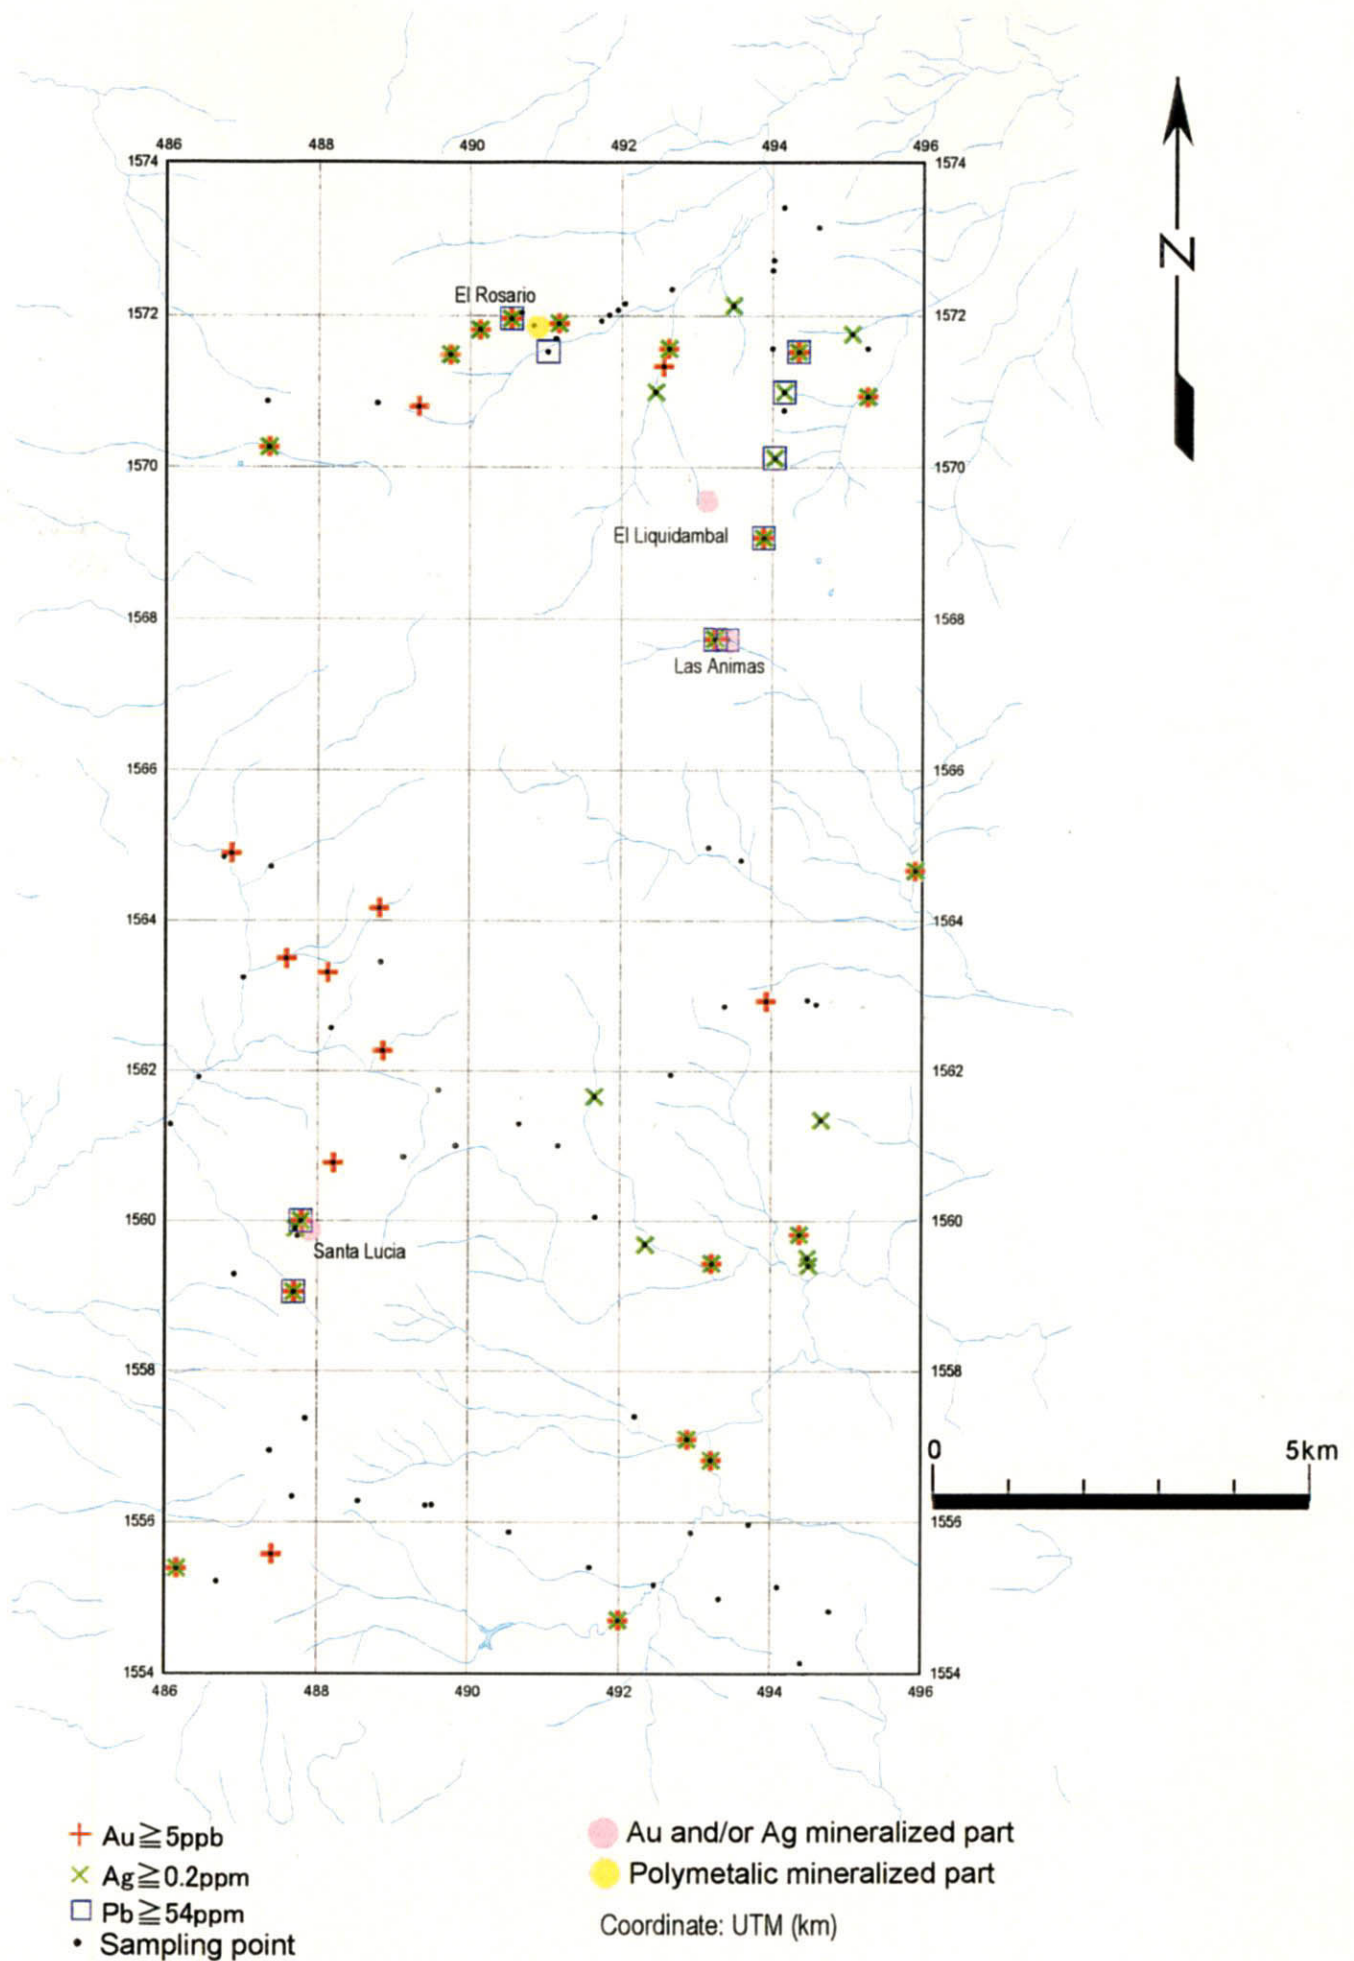 486 488 490 492 494 496
1574 1574
N
El Rosario
1572 1572
1570 1570
El Liquidambal
1568 1568
Las Animas
1566 1566
1564 1564
1562 1562
1560 1560
Santa Lucia
1558 1558
0 5km
1556 1556
1554 1554
486 488 490 492 494 496
Au≧5ppb
Ag≧0.2ppm
Pb≧54ppm
Sampling point
Au and/or Ag mineralized part
Polymetalic mineralized part
Coordinate: UTM (km)